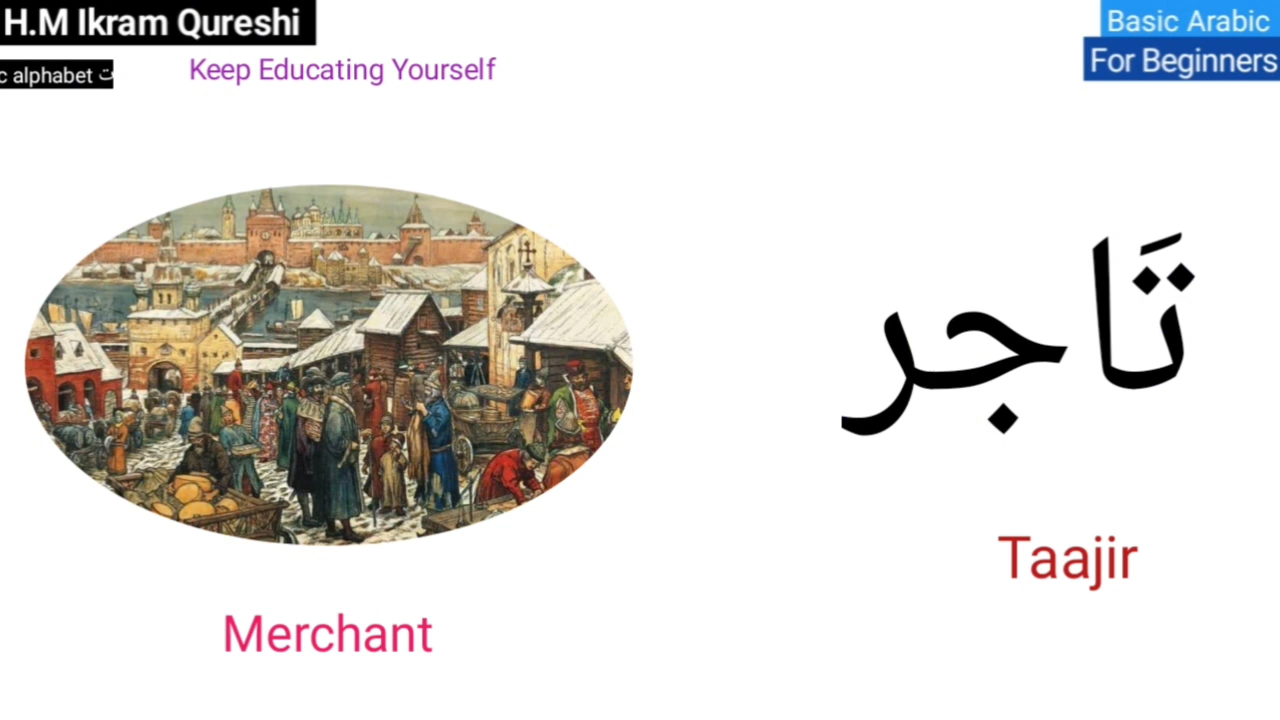 H.M Ikram Qureshi
Basic Arabic
For Beginners
c alphabet ت
Keep Educating Yourself
تَاجر
Taajir
Merchant